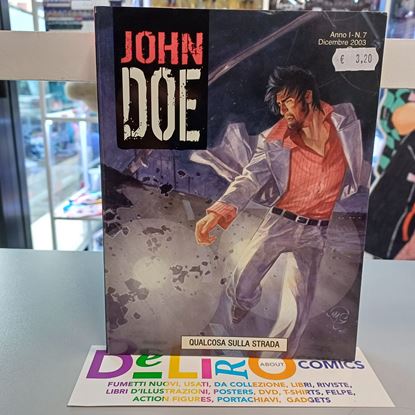 JOHN
DOE
Anno I - N. 7
Dicembre 2003
€ 3,20
QUALCOSA SULLA STRADA
DeLiRO ABOUT COMICS
FUMETTI NUOVI, USATI, DA COLLEZIONE, LIBRI, RIVISTE,
LIBRI D'ILLUSTRAZIONI, POSTERS, DVD, T-SHIRTS, FELPE,
ACTION FIGURES, PORTACHIAVI, GADGETS